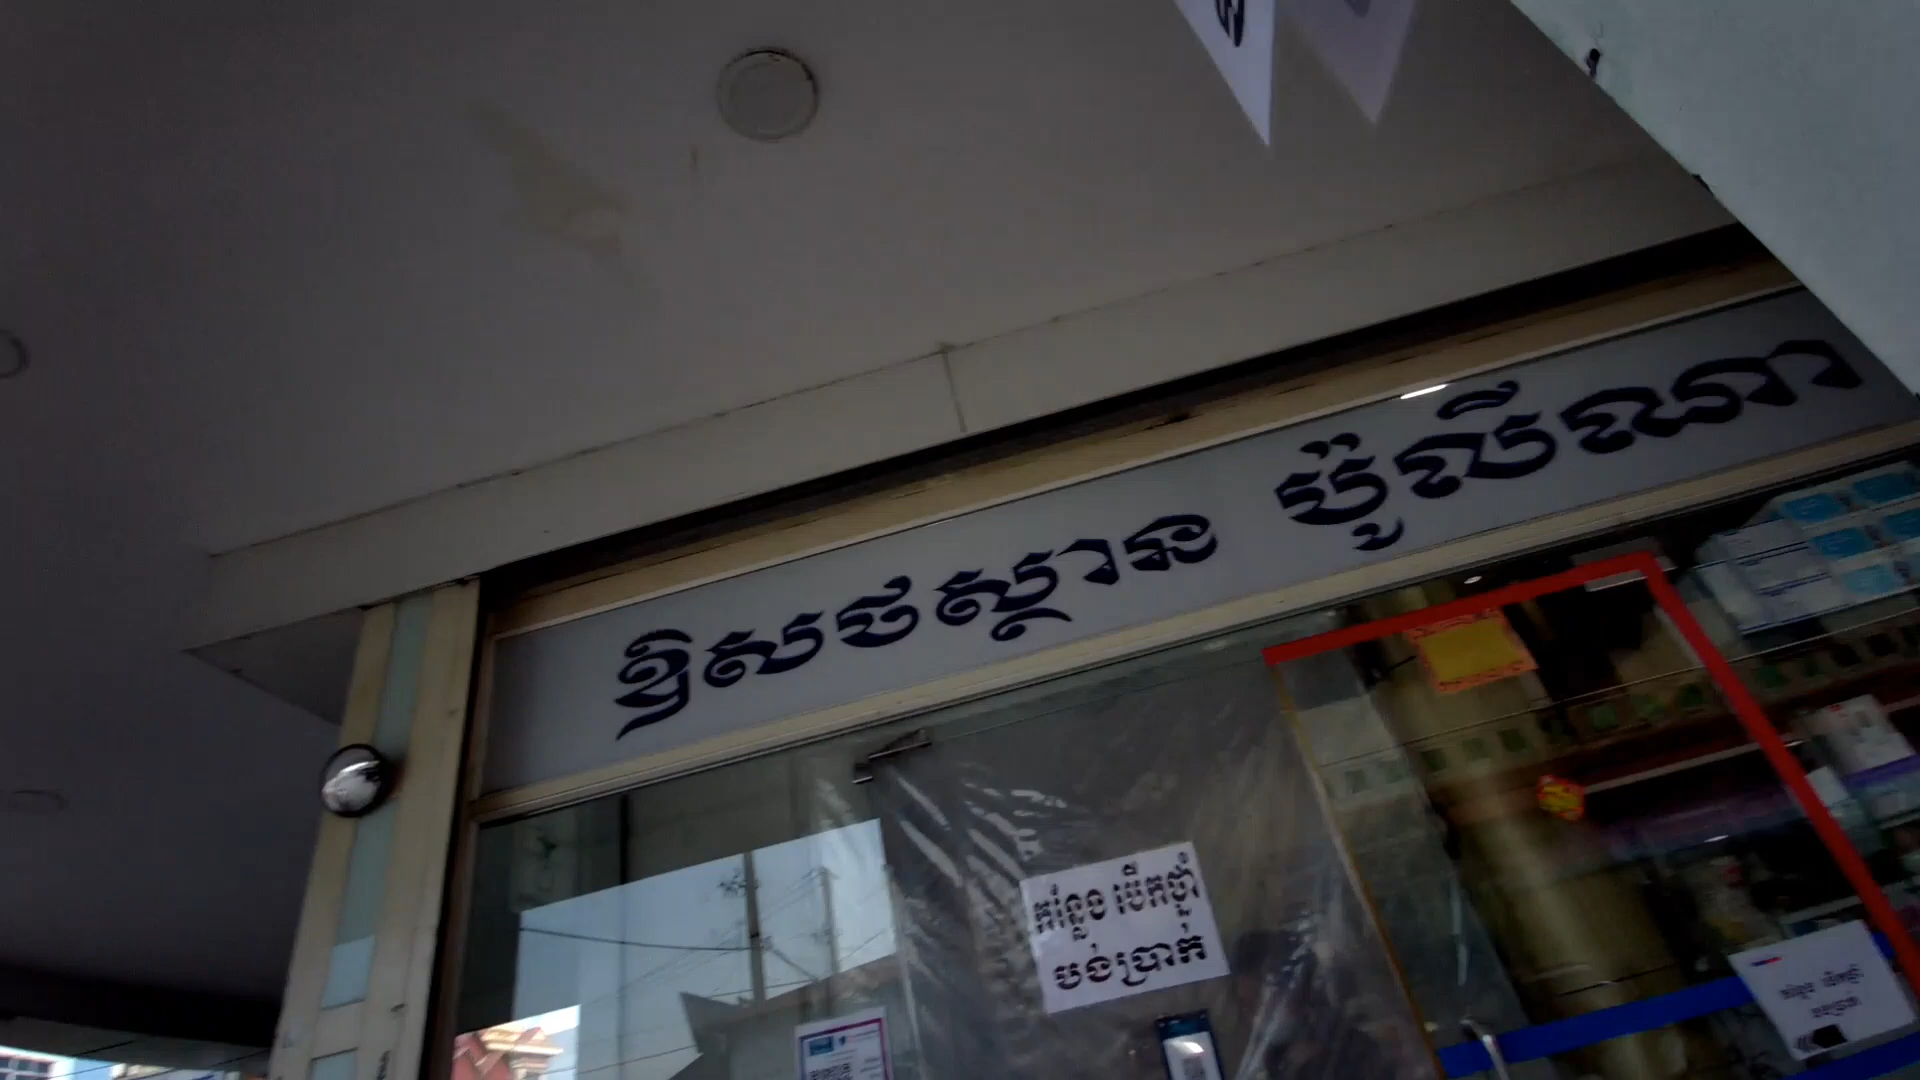 ឱសថស្ថាន ប៉ូលីណា
កន្លែង បើកថ្នាំ
បង់ប្រាក់